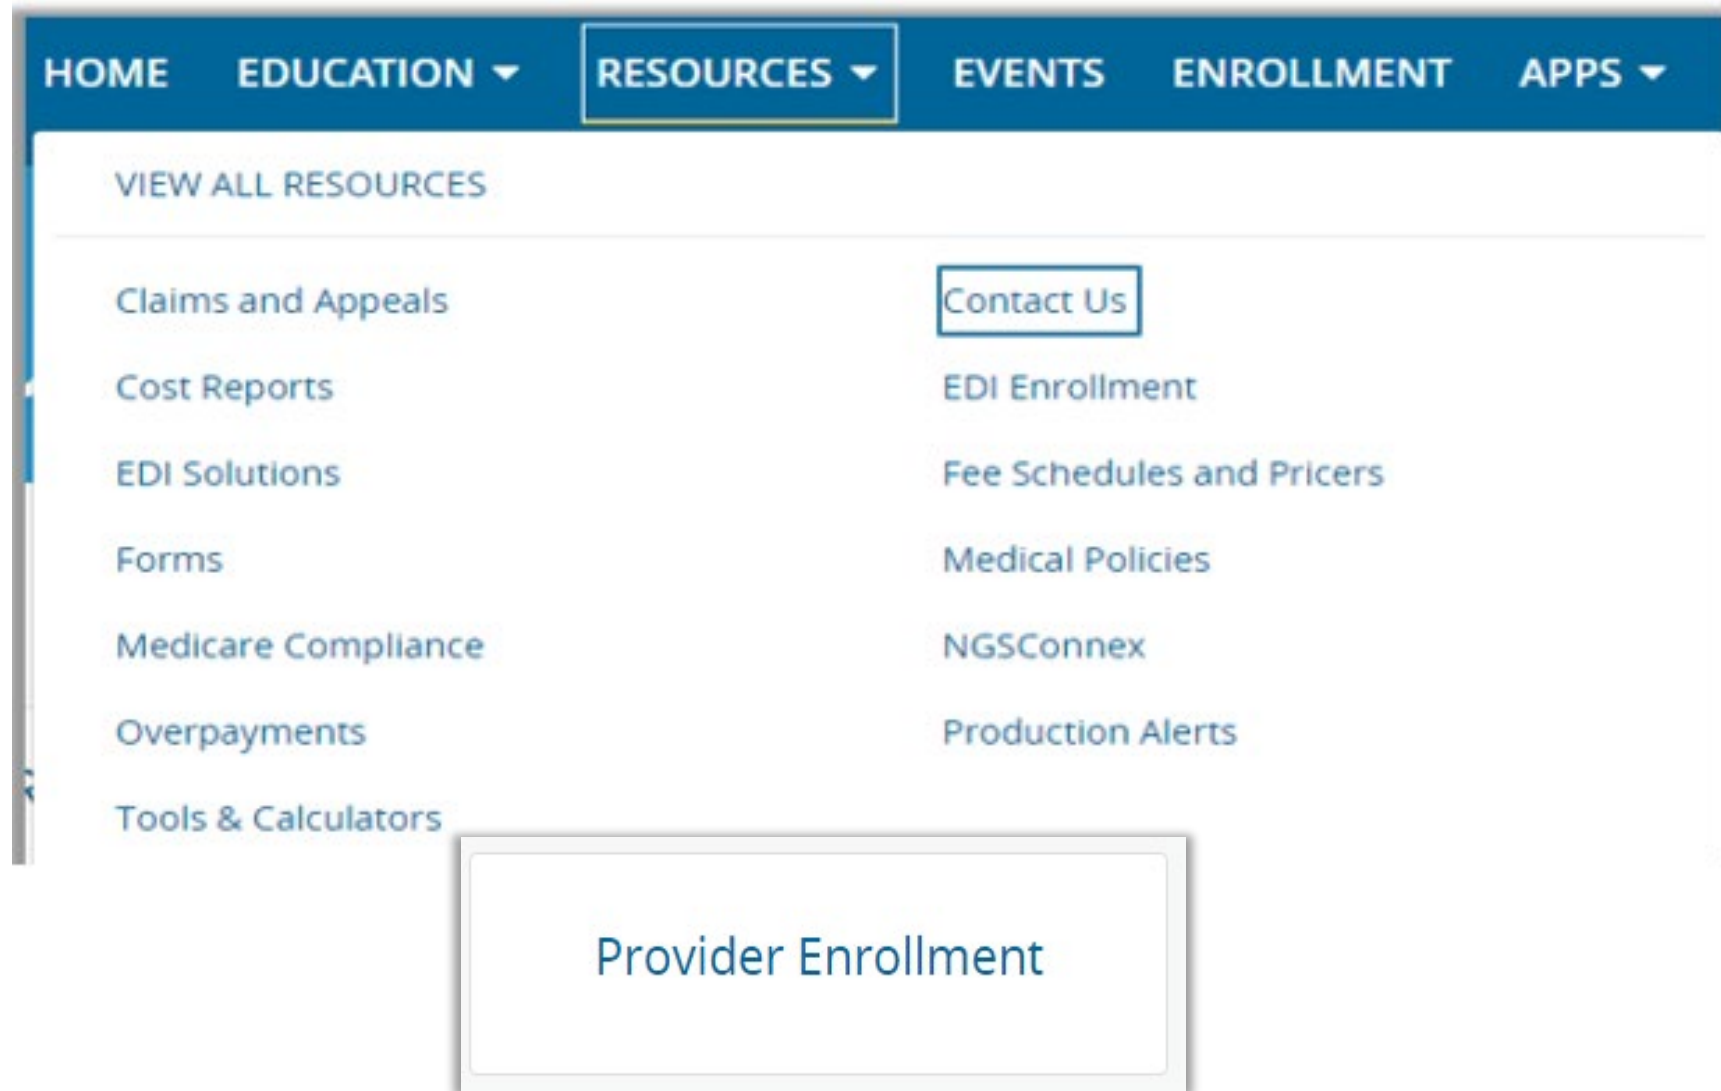 HOME EDUCATION RESOURCES EVENTS ENROLLMENT APPS
VIEW ALL RESOURCES
Claims and Appeals
Cost Reports
EDI Solutions
Forms
Medicare Compliance
Overpayments
Tools & Calculators
Contact Us
EDI Enrollment
Fee Schedules and Pricers
Medical Policies
NGSConnex
Production Alerts
Provider Enrollment